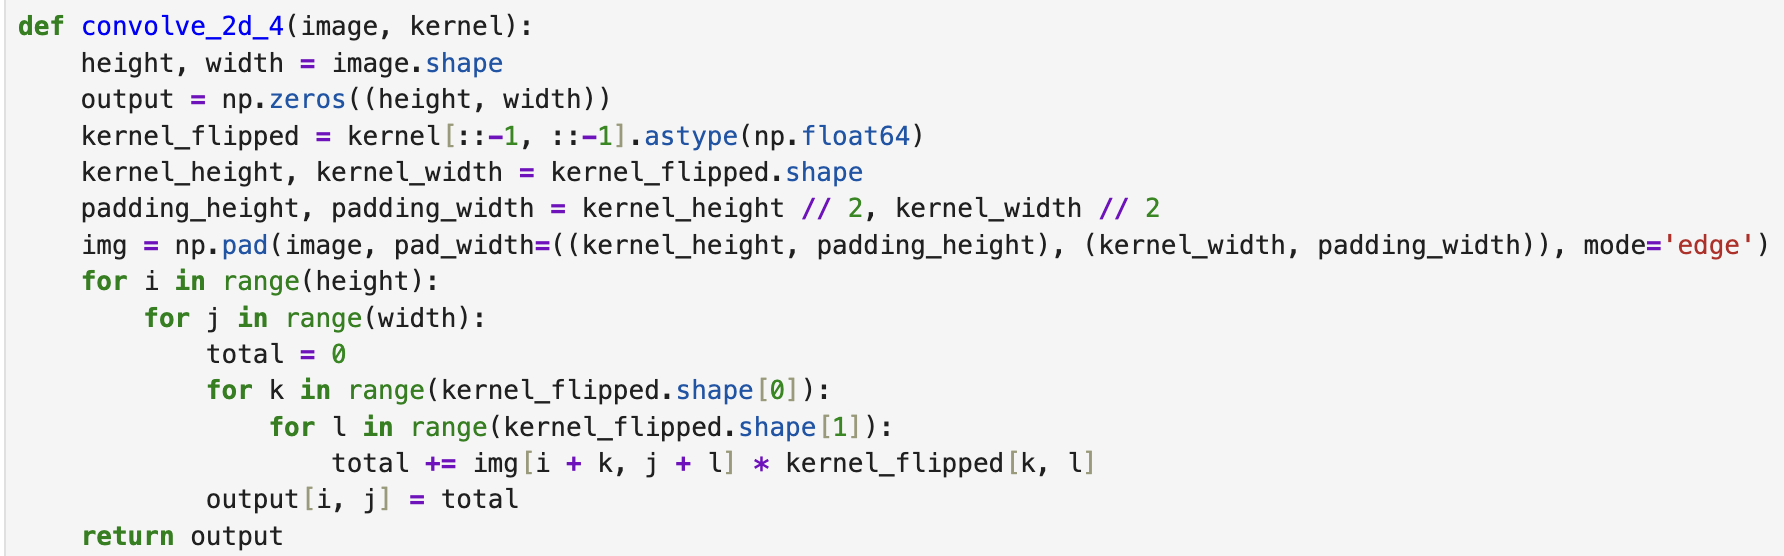 def convolve_2d_4(image, kernel):
    height, width = image.shape
    output = np.zeros((height, width))
    kernel_flipped = kernel[::-1, ::-1].astype(np.float64)
    kernel_height, kernel_width = kernel_flipped.shape
    padding_height, padding_width = kernel_height // 2, kernel_width // 2
    img = np.pad(image, pad_width=((kernel_height, padding_height), (kernel_width, padding_width)), mode='edge')
    for i in range(height):
        for j in range(width):
            total = 0
            for k in range(kernel_flipped.shape[0]):
                for l in range(kernel_flipped.shape[1]):
                    total += img[i + k, j + l] * kernel_flipped[k, l]
            output[i, j] = total
    return output